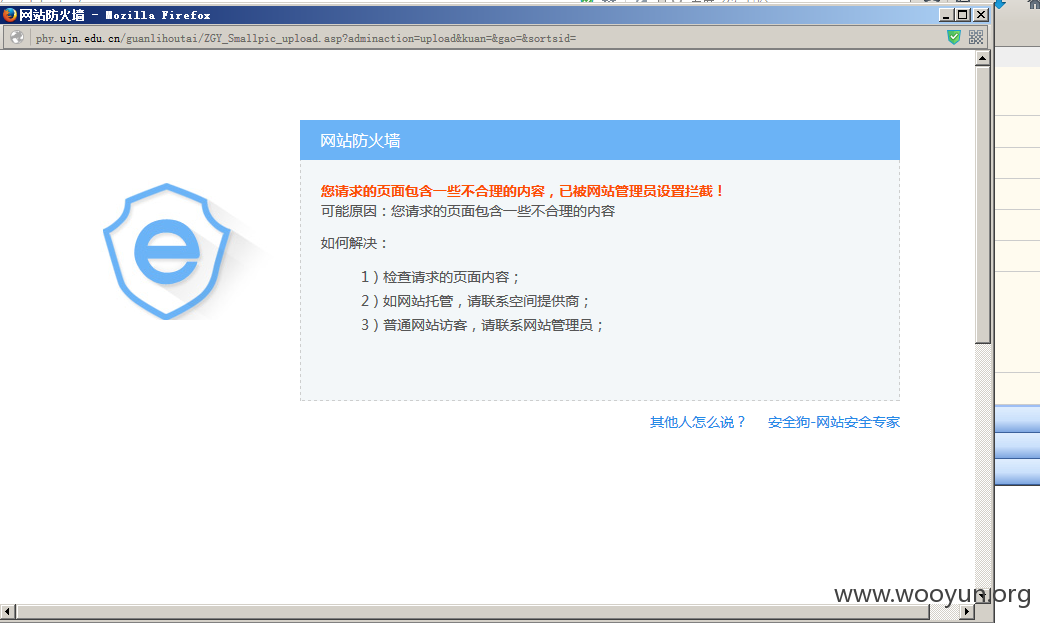 网站防火墙 - Mozilla Firefox
phy.ujn.edu.cn/guanlihoutai/ZGY_Smallpic_upload.asp?adminaction=upload&kuan=&gao=&sortsid=
网站防火墙
您请求的页面包含一些不合理的内容，已被网站管理员设置拦截！
可能原因：您请求的页面包含一些不合理的内容
如何解决：
1）检查请求的页面内容；
2）如网站托管，请联系空间提供商；
3）普通网站访客，请联系网站管理员；
其他人怎么说？ 安全狗-网站安全专家
www.wooyun.org